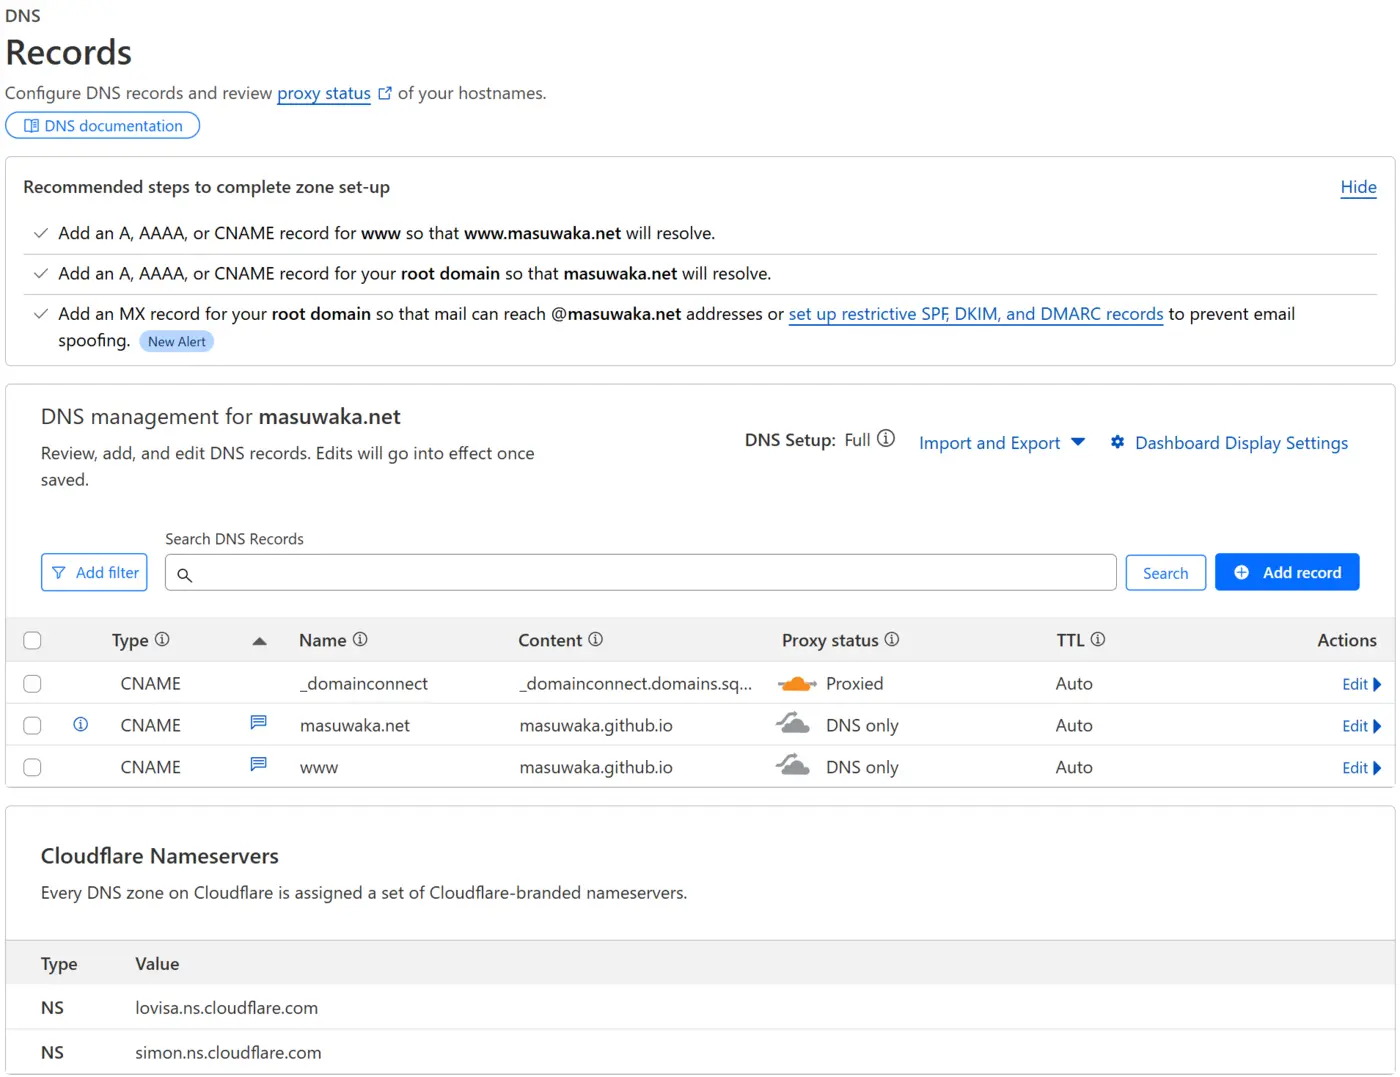 DNS
Records
Configure DNS records and review proxy status of your hostnames.
DNS documentation
Recommended steps to complete zone set-up
Hide
Add an A, AAAA, or CNAME record for www so that www.masuwaka.net will resolve.
Add an A, AAAA, or CNAME record for your root domain so that masuwaka.net will resolve.
Add an MX record for your root domain so that mail can reach @masuwaka.net addresses or set up restrictive SPF, DKIM, and DMARC records to prevent email
spoofing. New Alert
DNS management for masuwaka.net
Review, add, and edit DNS records. Edits will go into effect once
saved.
DNS Setup: Full
Import and Export
Dashboard Display Settings
Search DNS Records
Add filter
Search
Add record
Type Name Content Proxy status TTL Actions
CNAME _domainconnect _domainconnect.domains.sq... Proxied Auto Edit
CNAME masuwaka.net masuwaka.github.io DNS only Auto Edit
CNAME www masuwaka.github.io DNS only Auto Edit
Cloudflare Nameservers
Every DNS zone on Cloudflare is assigned a set of Cloudflare-branded nameservers.
Type Value
NS lovisa.ns.cloudflare.com
NS simon.ns.cloudflare.com